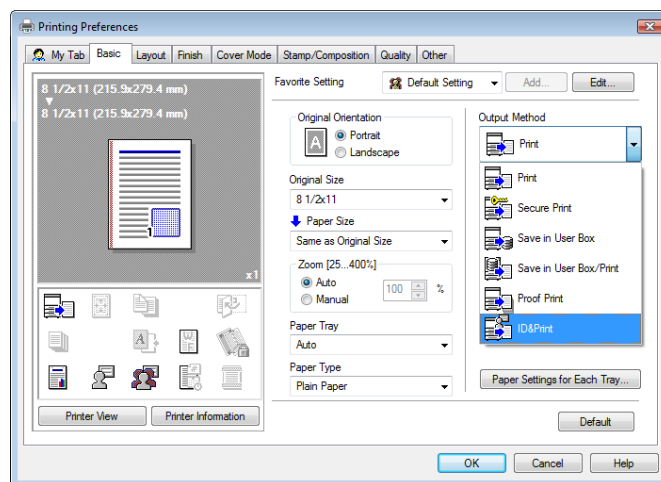 Printing Preferences
My Tab
Basic
Layout
Finish
Cover Mode
Stamp/Composition
Quality
Other
8 1/2x11 (215.9x279.4 mm)
8 1/2x11 (215.9x279.4 mm)
1
x1
Printer View
Printer Information
Favorite Setting
Default Setting
Add...
Edit...
Original Orientation
A
Portrait
Landscape
Original Size
8 1/2x11
Paper Size
Same as Original Size
Zoom [25...400%]
Auto
Manual
100
%
Paper Tray
Auto
Paper Type
Plain Paper
Output Method
Print
Print
Secure Print
Save in User Box
Save in User Box/Print
Proof Print
ID&Print
Paper Settings for Each Tray...
Default
OK
Cancel
Help